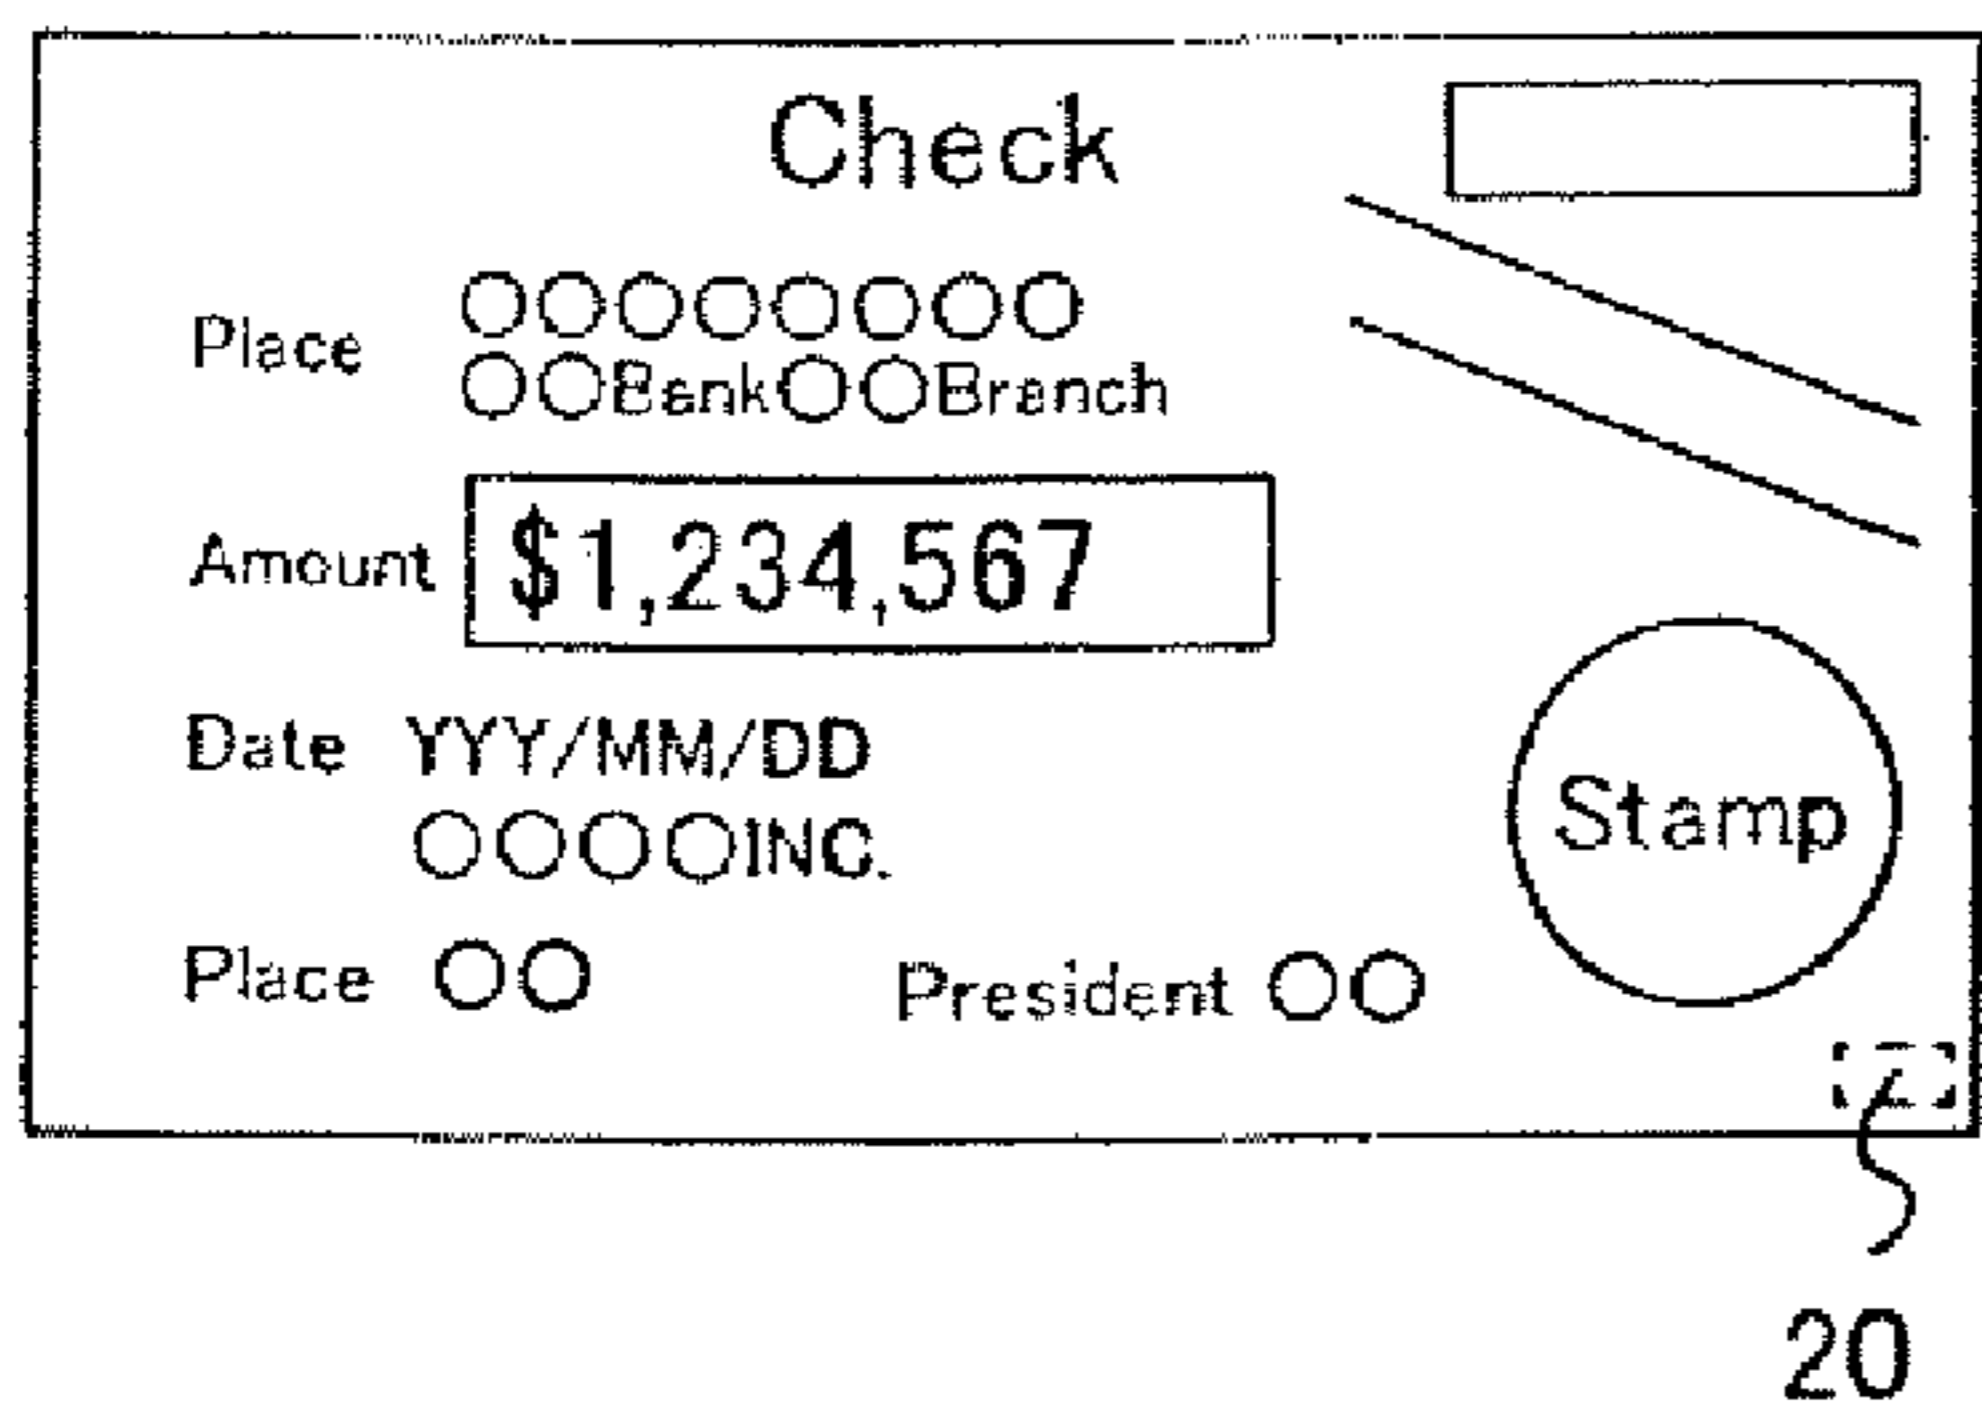 Check
Place ○○○○○○○○
○○Bank○○Branch
Amount $1,234,567
Date YYY/MM/DD
○○○○INC.
Place ○○
President ○○
Stamp
20